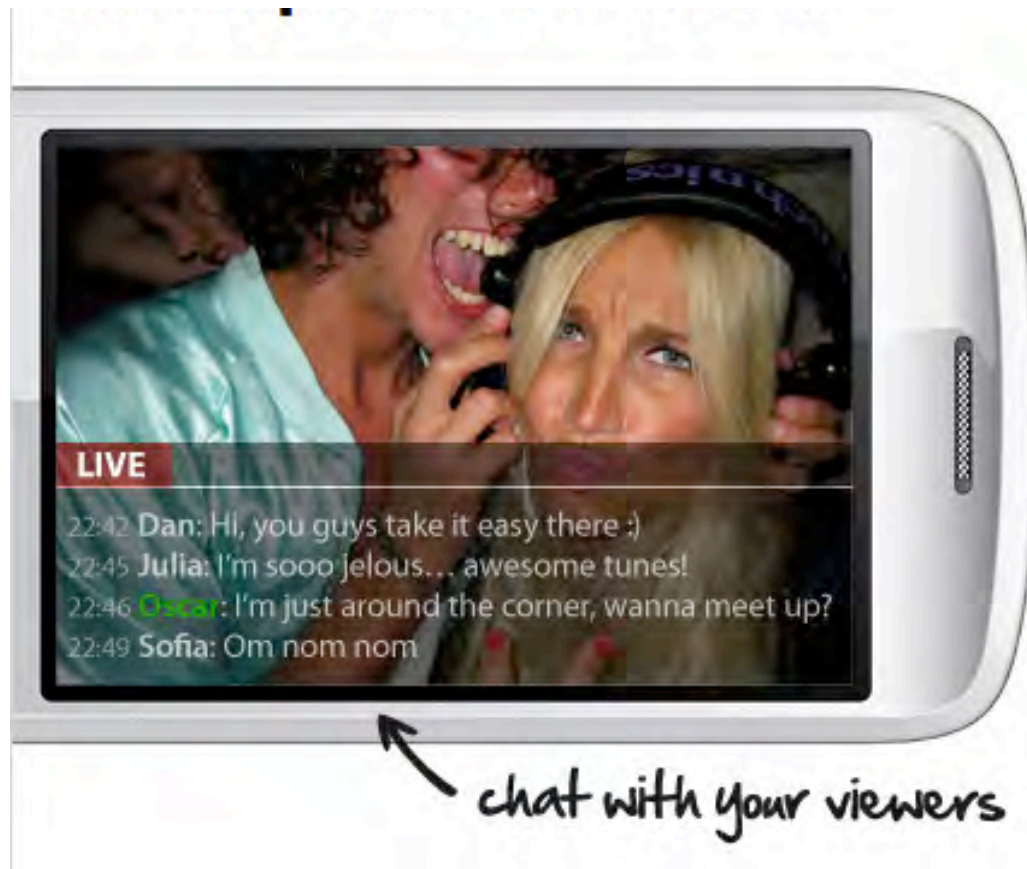 chnics
LIVE
22:42 Dan: Hi, you guys take it easy there :)
22:45 Julia: I'm sooo jelous... awesome tunes!
22:46 Oscar: I'm just around the corner, wanna meet up?
22:49 Sofia: Om nom nom
chat with your viewers